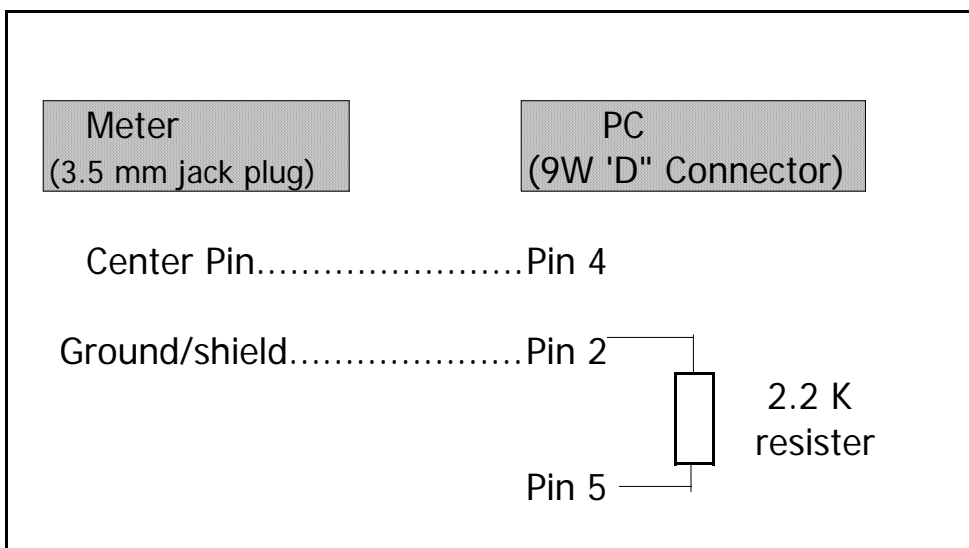 Meter
(3.5 mm jack plug)
PC
(9W 'D" Connector)
Center Pin........................Pin 4
Ground/shield.....................Pin 2
2.2 K
resister
Pin 5